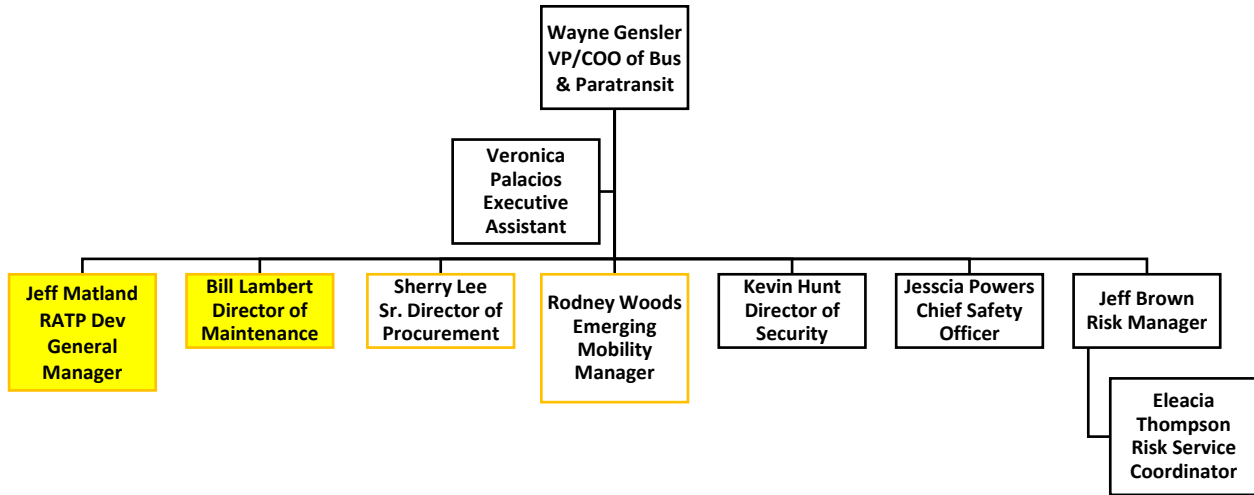 Wayne Gensler
VP/COO of Bus
& Paratransit
Veronica
Palacios
Executive
Assistant
Jeff Matland
RATP Dev
General
Manager
Bill Lambert
Director of
Maintenance
Sherry Lee
Sr. Director of
Procurement
Rodney Woods
Emerging
Mobility
Manager
Kevin Hunt
Director of
Security
Jesscia Powers
Chief Safety
Officer
Jeff Brown
Risk Manager
Eleacia
Thompson
Risk Service
Coordinator